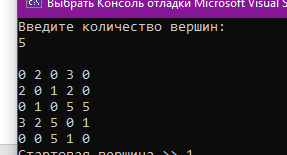 Выбрать Консоль отладки Microsoft Visual S
Введите количество вершин:
5
0 2 0 3 0
2 0 1 2 0
0 1 0 5 5
3 2 5 0 1
0 0 5 1 0
Стартовая вершина >> 1